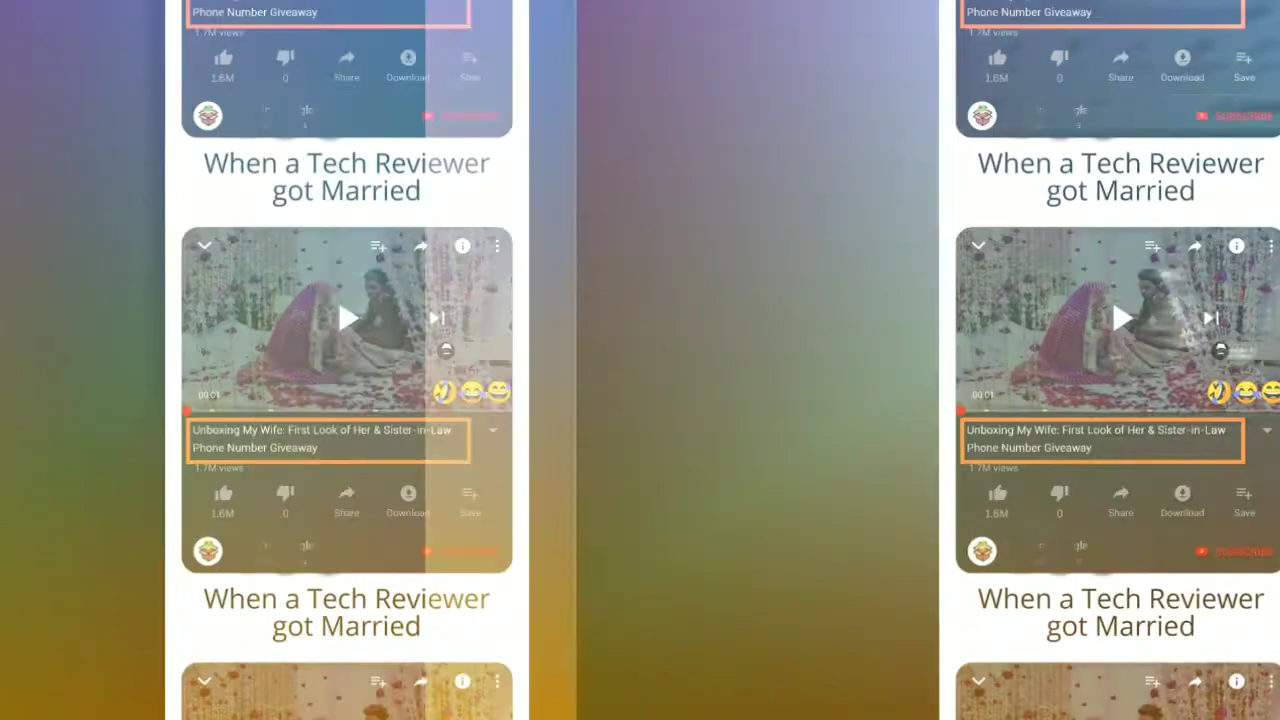 Phone Number Giveaway
1.7M views
1.6M
0
Share
Download
Save
SUBSCRIBE
When a Tech Reviewer
got Married
00:01
Unboxing My Wife: First Look of Her & Sister-in-Law
Phone Number Giveaway
1.7M views
1.6M
0
Share
Download
Save
SUBSCRIBE
When a Tech Reviewer
got Married
Phone Number Giveaway
1.7M views
1.6M
0
Share
Download
Save
SUBSCRIBE
When a Tech Reviewer
got Married
00:01
Unboxing My Wife: First Look of Her & Sister-in-Law
Phone Number Giveaway
1.7M views
1.6M
0
Share
Download
Save
SUBSCRIBE
When a Tech Reviewer
got Married